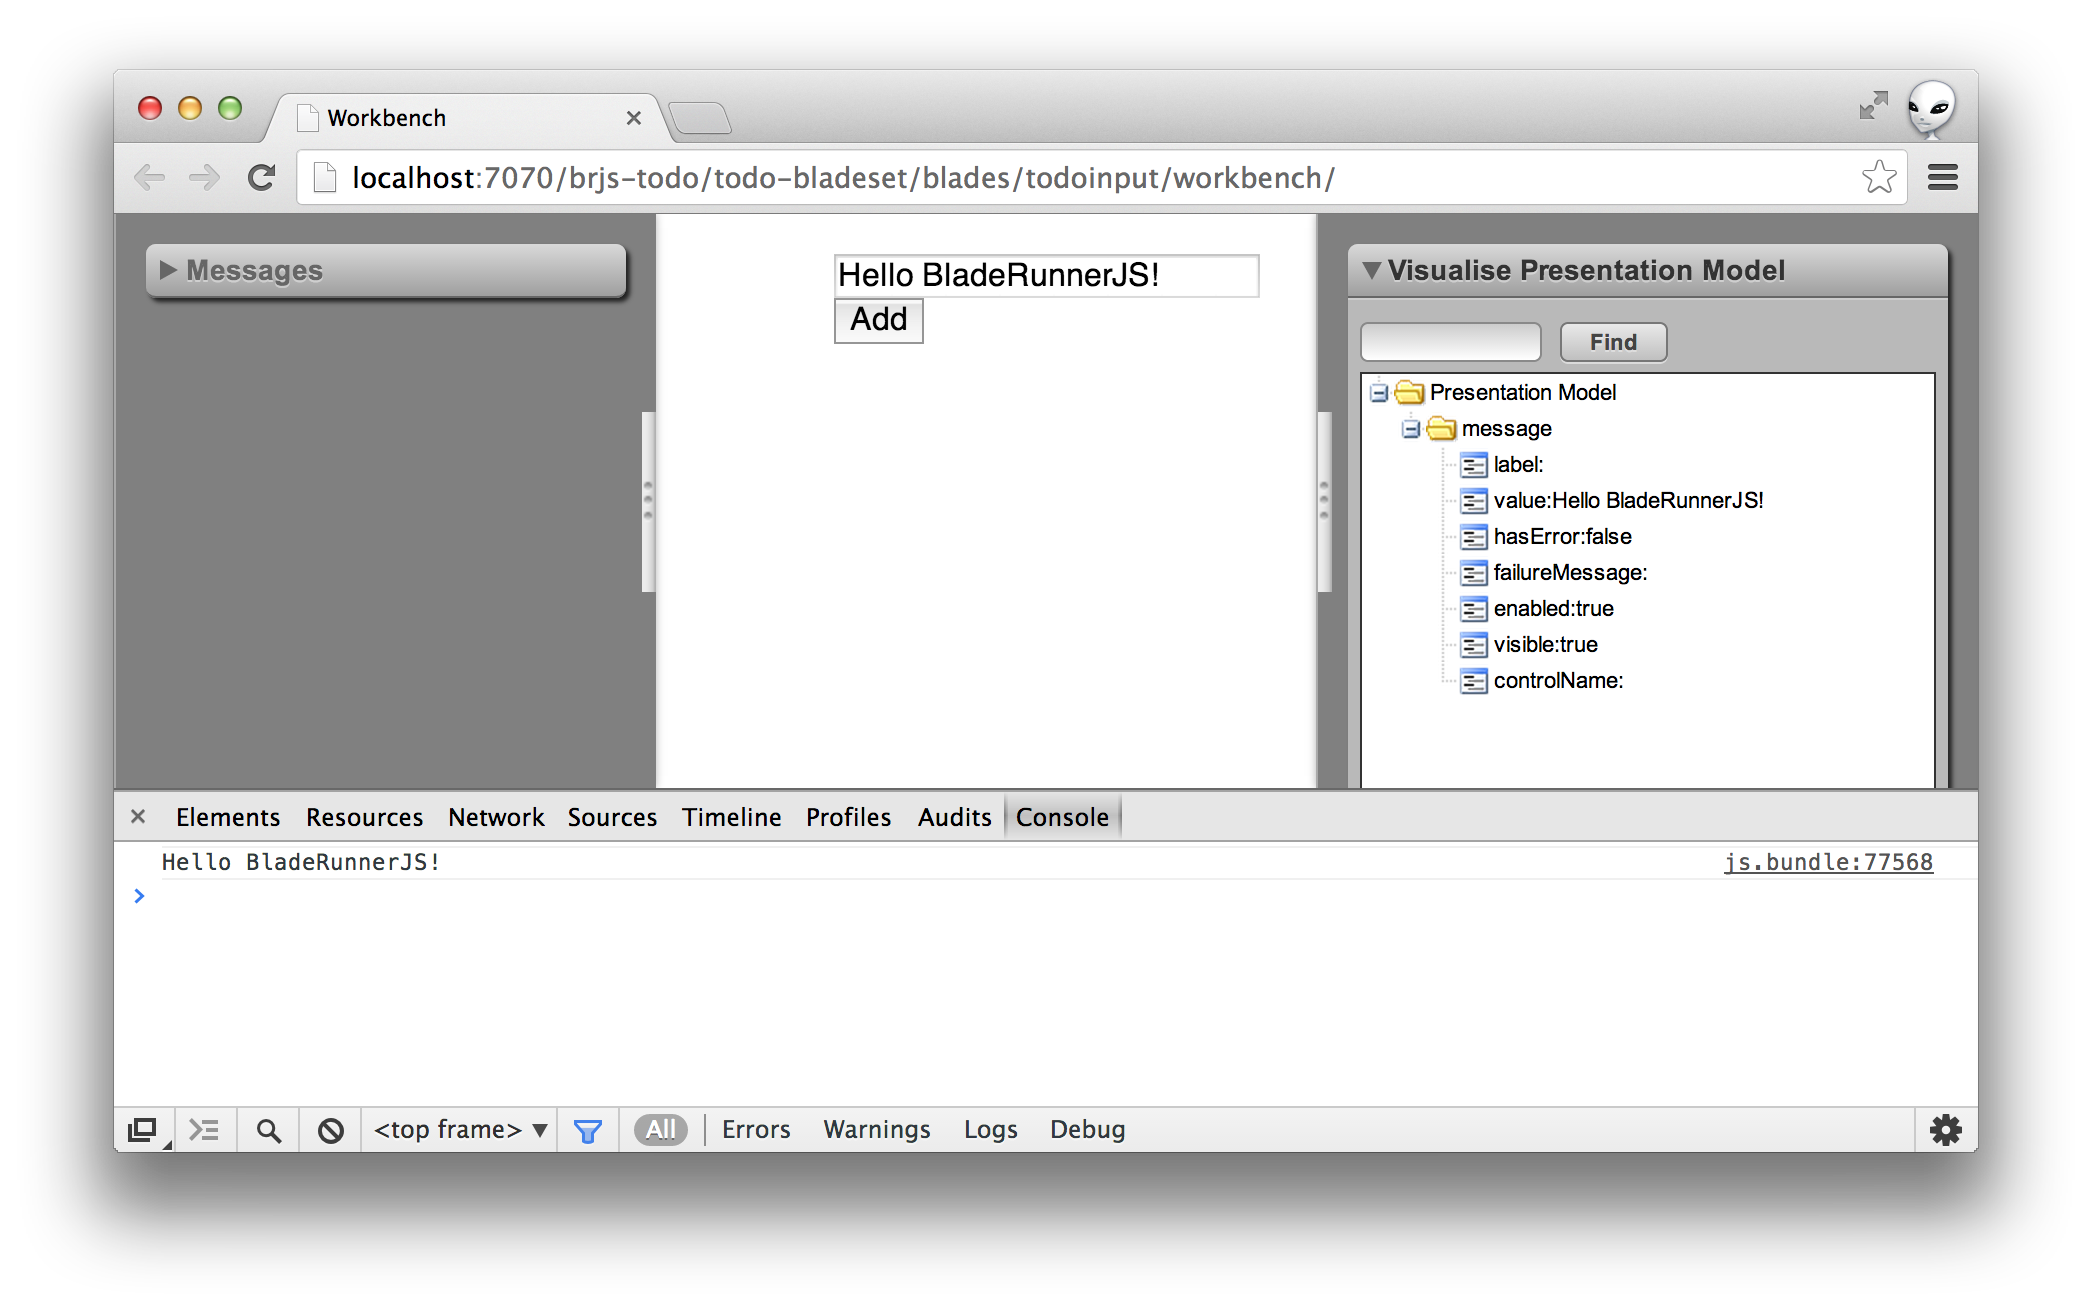 Workbench
localhost:7070/brjs-todo/todo-bladeset/blades/todoinput/workbench/
Messages
Hello BladeRunnerJS!
Add
Visualise Presentation Model
Find
Presentation Model
message
label:
value:Hello BladeRunnerJS!
hasError:false
failureMessage:
enabled:true
visible:true
controlName:
Elements Resources Network Sources Timeline Profiles Audits Console
Hello BladeRunnerJS! js.bundle:77568
<top frame> All Errors Warnings Logs Debug